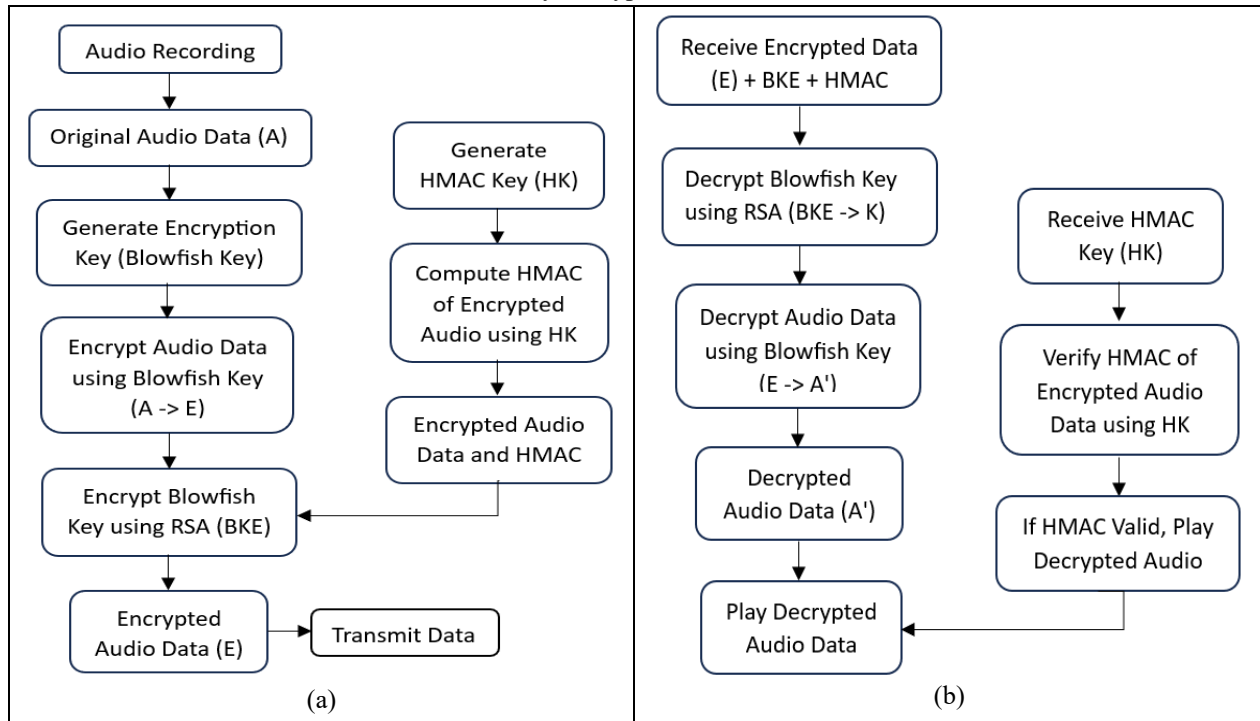 Audio Recording
Original Audio Data (A)
Generate Encryption
Key (Blowfish Key)
Encrypt Audio Data
using Blowfish Key
(A -> E)
Encrypt Blowfish
Key using RSA (BKE)
Encrypted
Audio Data (E)
Transmit Data
Generate
HMAC Key (HK)
Compute HMAC
of Encrypted
Audio using HK
Encrypted Audio
Data and HMAC
(a)
Receive Encrypted Data
(E) + BKE + HMAC
Decrypt Blowfish Key
using RSA (BKE -> K)
Decrypt Audio Data
using Blowfish Key
(E -> A')
Decrypted
Audio Data (A')
Play Decrypted
Audio Data
Receive HMAC
Key (HK)
Verify HMAC of
Encrypted Audio
Data using HK
If HMAC Valid, Play
Decrypted Audio
(b)